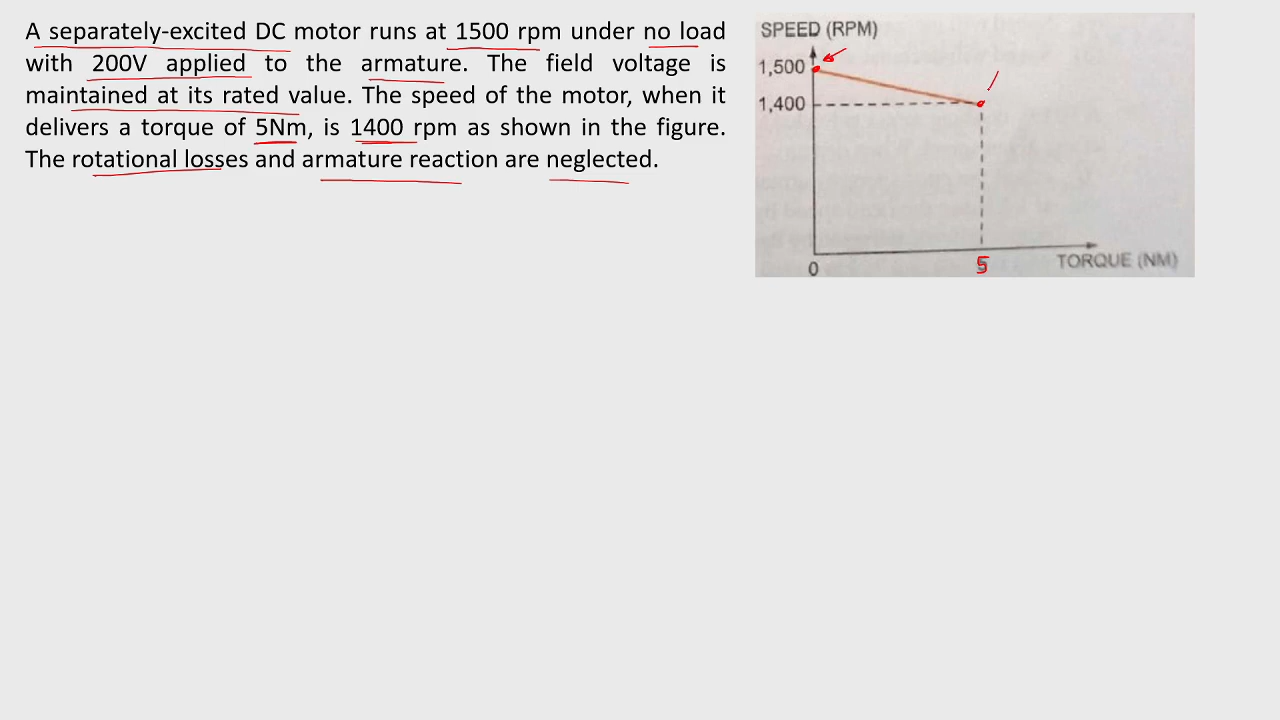 A separately-excited DC motor runs at 1500 rpm under no load
with 200V applied to the armature. The field voltage is
maintained at its rated value. The speed of the motor, when it
delivers a torque of 5Nm, is 1400 rpm as shown in the figure.
The rotational losses and armature reaction are neglected.
SPEED (RPM)
1,500
1,400
0
5
TORQUE (NM)